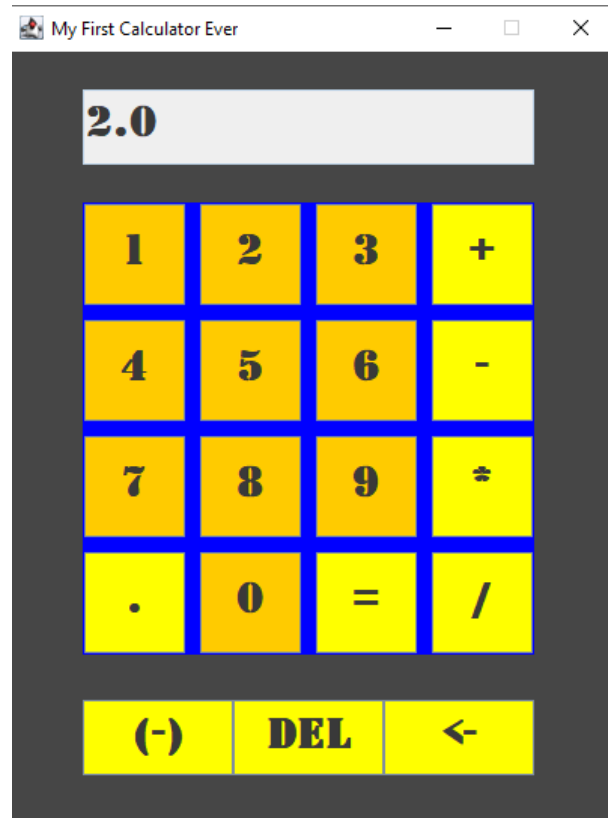 My First Calculator Ever
2.0
1 2 3 +
4 5 6 -
7 8 9 *
. 0 = /
(-) DEL <-